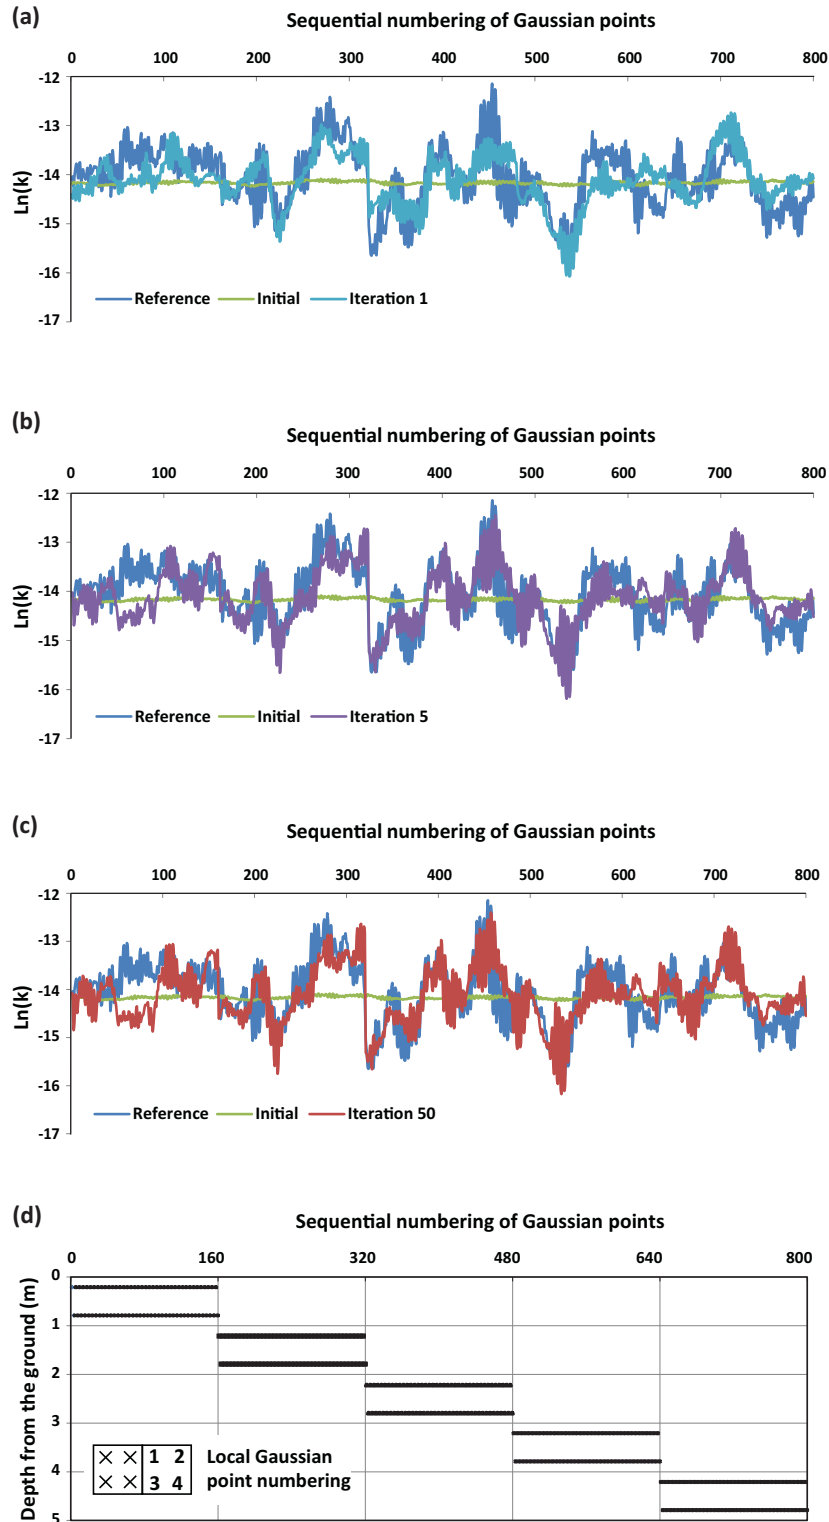 (a)
Sequential numbering of Gaussian points
0 100 200 300 400 500 600 700 800
-12
-13
-14
-15
-16
-17
Ln(k)
Reference Initial Iteration 1
(b)
Sequential numbering of Gaussian points
0 100 200 300 400 500 600 700 800
-12
-13
-14
-15
-16
-17
Ln(k)
Reference Initial Iteration 5
(c)
Sequential numbering of Gaussian points
0 100 200 300 400 500 600 700 800
-12
-13
-14
-15
-16
-17
Ln(k)
Reference Initial Iteration 50
(d)
Sequential numbering of Gaussian points
0 160 320 480 640 800
0
1
2
3
4
5
Depth from the ground (m)
1 2
3 4
Local Gaussian
point numbering